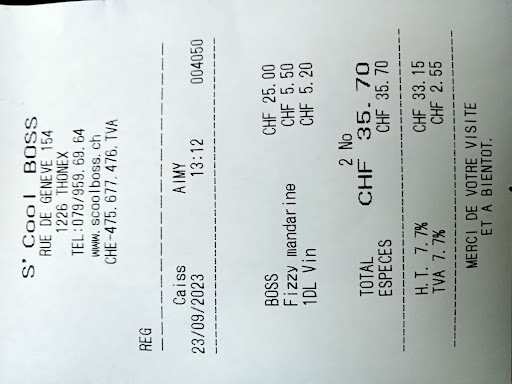 S' Cool BOSS
RUE DE GENEVE 154
1226 THONEX
TEL:079/959.69.64
www.scoolboss.ch
CHE-475.677.476.TVA
REG
Caiss AIMY
23/09/2023 13:12 004050
BOSS CHF 25.00
Fizzy mandarine CHF 5.50
1DL Vin CHF 5.20
2 No
TOTAL CHF 35.70
ESPECES CHF 35.70
H.T. 7.7% CHF 33.15
TVA 7.7% CHF 2.55
MERCI DE VOTRE VISITE
ET A BIENTOT.